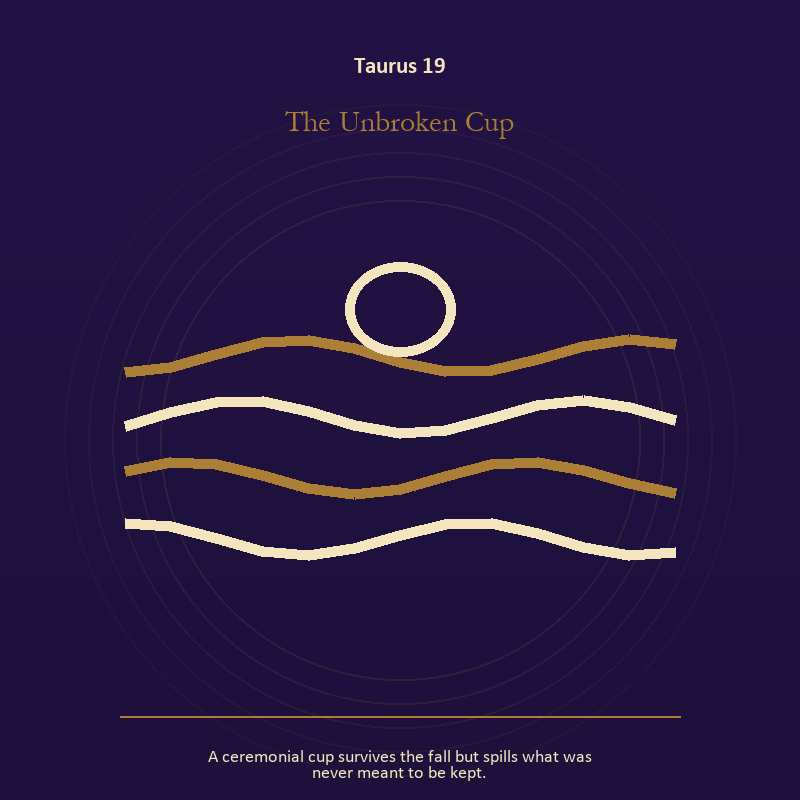 Taurus 19
The Unbroken Cup
A ceremonial cup survives the fall but spills what was
never meant to be kept.